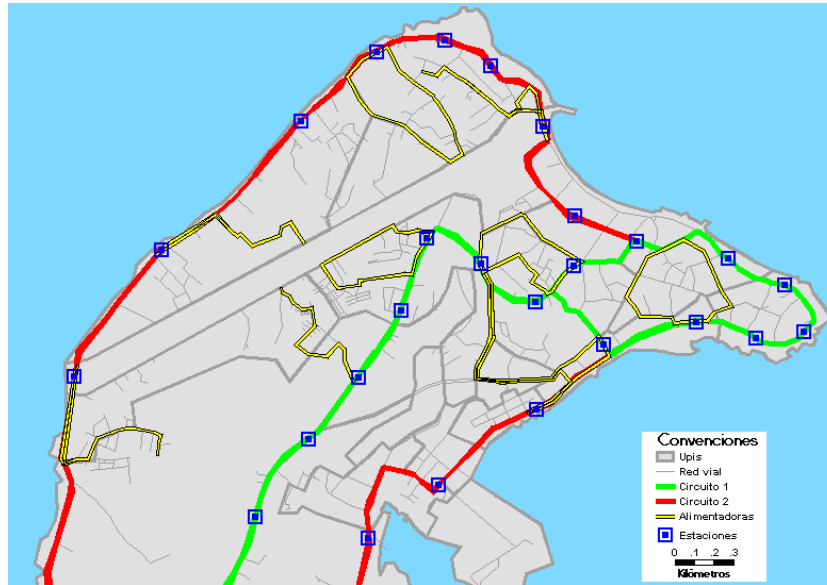 Convenciones
Upis
Red vial
Circuito 1
Circuito 2
Alimentadoras
Estaciones
0 .1 .2 .3
Kilómetros